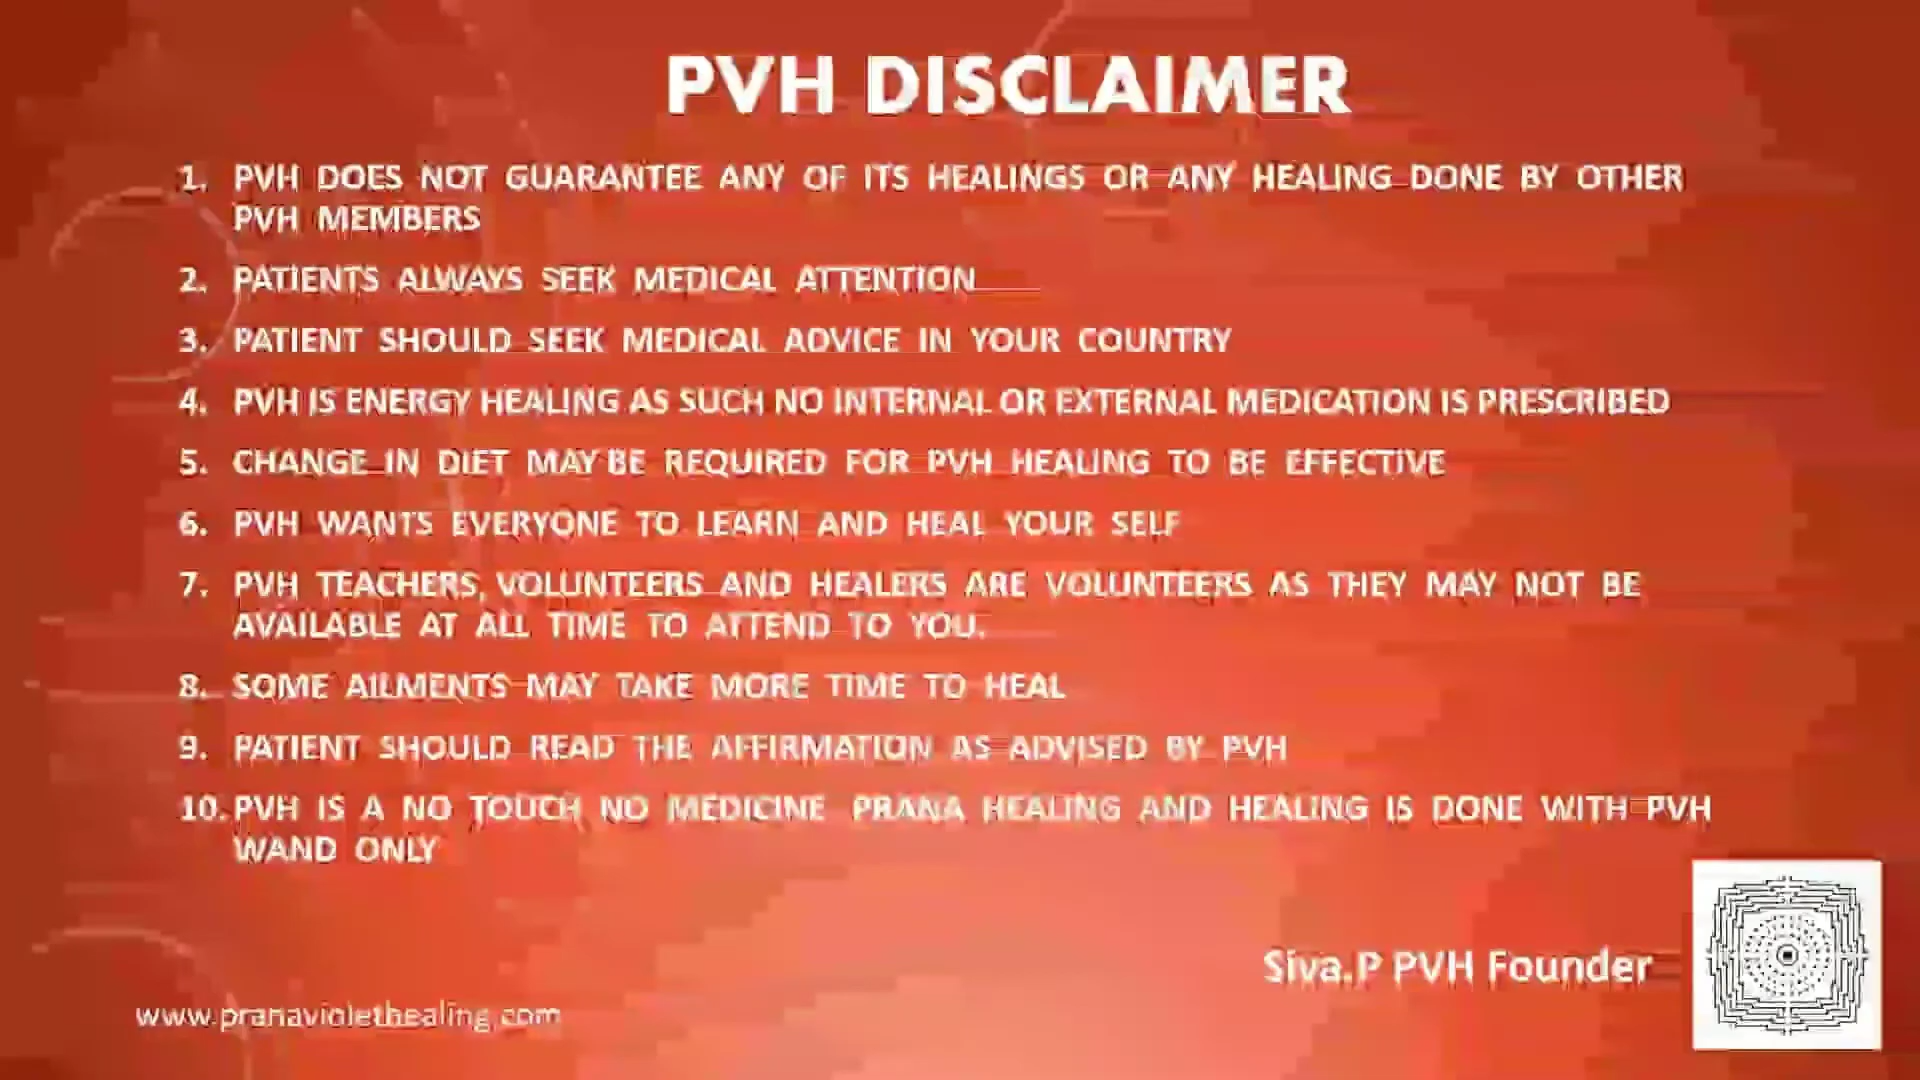 PVH DISCLAIMER
1. PVH DOES NOT GUARANTEE ANY OF ITS HEALINGS OR ANY HEALING DONE BY OTHER
PVH MEMBERS
2. PATIENTS ALWAYS SEEK MEDICAL ATTENTION
3. PATIENT SHOULD SEEK MEDICAL ADVICE IN YOUR COUNTRY
4. PVH IS ENERGY HEALING AS SUCH NO INTERNAL OR EXTERNAL MEDICATION IS PRESCRIBED
5. CHANGE IN DIET MAY BE REQUIRED FOR PVH HEALING TO BE EFFECTIVE
6. PVH WANTS EVERYONE TO LEARN AND HEAL YOUR SELF
7. PVH TEACHERS, VOLUNTEERS AND HEALERS ARE VOLUNTEERS AS THEY MAY NOT BE
AVAILABLE AT ALL TIME TO ATTEND TO YOU.
8. SOME AILMENTS MAY TAKE MORE TIME TO HEAL
9. PATIENT SHOULD READ THE AFFIRMATION AS ADVISED BY PVH
10. PVH IS A NO TOUCH NO MEDICINE PRANA HEALING AND HEALING IS DONE WITH PVH
WAND ONLY
Siva.P PVH Founder
www.pranaviolethealing.com